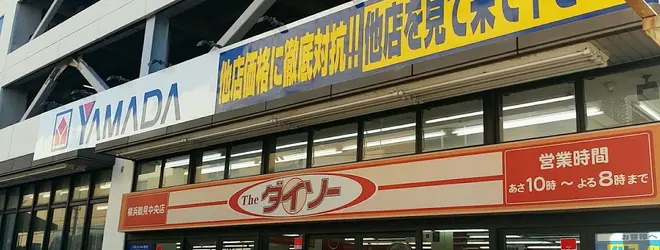 YAMADA
他店価格に徹底対抗!!他店を見て来て下さい
横浜鶴見中央店
The ダイソー
営業時間
あさ10時～よる8時まで